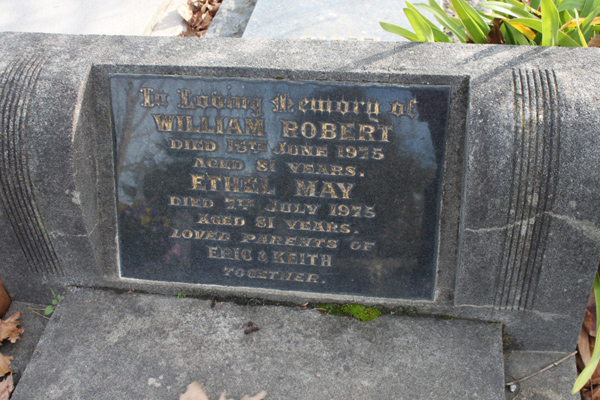 In Loving Memory of
WILLIAM ROBERT
DIED 15TH JUNE 1975
AGED 81 YEARS.
ETHEL MAY
DIED 7TH JULY 1975
AGED 81 YEARS.
LOVED PARENTS OF
ERIC & KEITH
TOGETHER.